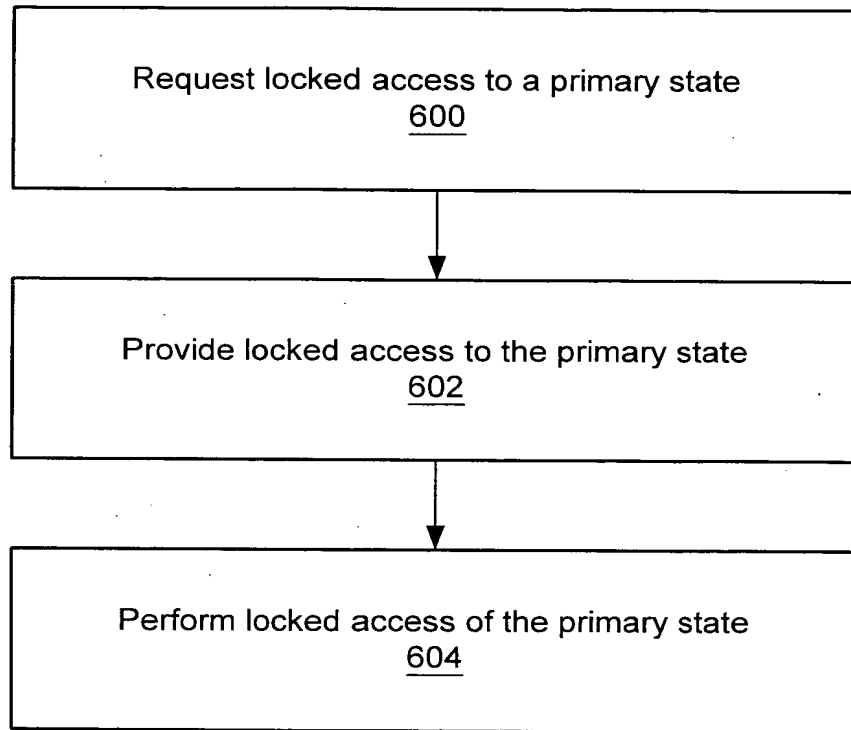 Request locked access to a primary state
600
Provide locked access to the primary state
602
Perform locked access of the primary state
604